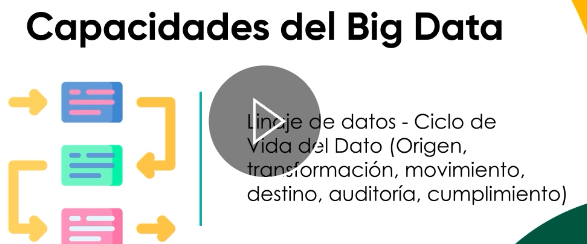 Capacidades del Big Data
Linaje de datos - Ciclo de
Vida del Dato (Origen,
transformación, movimiento,
destino, auditoría, cumplimiento)